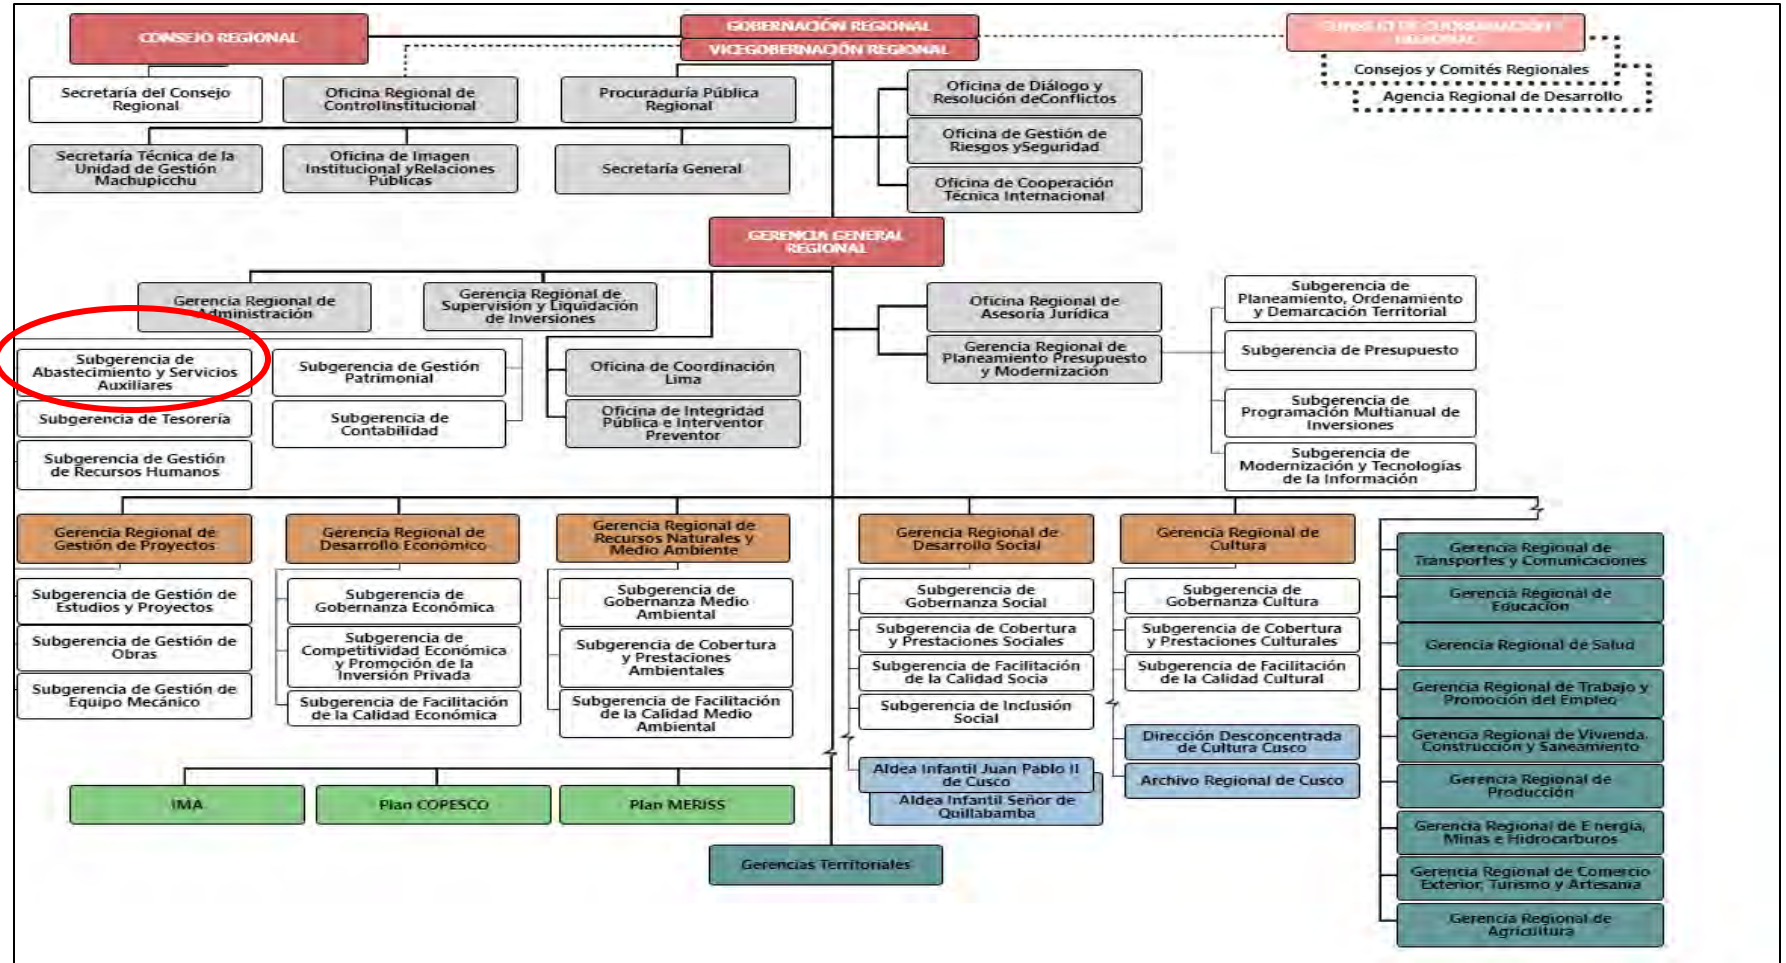 CONSEJO REGIONAL
GOBERNACIÓN REGIONAL
VICEGOBERNACIÓN REGIONAL
CONSEJO DE COORDINACIÓN
REGIONAL
Consejos y Comités Regionales
Agencia Regional de Desarrollo
Secretaría del Consejo
Regional
Oficina Regional de
ControlInstitucional
Procuraduría Pública
Regional
Oficina de Diálogo y
Resolución deConflictos
Oficina de Gestión de
Riesgos ySeguridad
Oficina de Cooperación
Técnica Internacional
Secretaría Técnica de la
Unidad de Gestión
Machupicchu
Oficina de Imagen
Institucional yRelaciones
Públicas
Secretaría General
GERENCIA GENERAL
REGIONAL
Gerencia Regional de
Administración
Gerencia Regional de
Supervisión y Liquidación
de Inversiones
Oficina Regional de
Asesoría Jurídica
Gerencia Regional de
Planeamiento Presupuesto
y Modernización
Subgerencia de
Planeamiento, Ordenamiento
y Demarcación Territorial
Subgerencia de Presupuesto
Subgerencia de
Programación Multianual de
Inversiones
Subgerencia de
Modernización y Tecnologías
de la Información
Subgerencia de
Abastecimiento y Servicios
Auxiliares
Subgerencia de Gestión
Patrimonial
Oficina de Coordinación
Lima
Subgerencia de Tesorería
Subgerencia de
Contabilidad
Oficina de Integridad
Pública e Interventor
Preventor
Subgerencia de Gestión
de Recursos Humanos
Gerencia Regional de
Gestión de Proyectos
Gerencia Regional de
Desarrollo Económico
Gerencia Regional de
Recursos Naturales y
Medio Ambiente
Gerencia Regional de
Desarrollo Social
Gerencia Regional de
Cultura
Subgerencia de Gestión de
Estudios y Proyectos
Subgerencia de Gestión de
Obras
Subgerencia de Gestión de
Equipo Mecánico
Subgerencia de
Gobernanza Económica
Subgerencia de
Competitividad Económica
y Promoción de la
Inversión Privada
Subgerencia de Facilitación
de la Calidad Económica
Subgerencia de
Gobernanza Medio
Ambiental
Subgerencia de Cobertura
y Prestaciones
Ambientales
Subgerencia de Facilitación
de la Calidad Medio
Ambiental
Subgerencia de
Gobernanza Social
Subgerencia de Cobertura
y Prestaciones Sociales
Subgerencia de Facilitación
de la Calidad Socia
Subgerencia de Inclusión
Social
Aldea Infantil Juan Pablo II
de Cusco
Aldea Infantil Señor de
Quillabamba
Subgerencia de
Gobernanza Cultura
Subgerencia de Cobertura
y Prestaciones Culturales
Subgerencia de Facilitación
de la Calidad Cultural
Dirección Desconcentrada
de Cultura Cusco
Archivo Regional de Cusco
Gerencia Regional de
Transportes y Comunicaciones
Gerencia Regional de
Educación
Gerencia Regional de Salud
Gerencia Regional de Trabajo y
Promoción del Empleo
Gerencia Regional de Vivienda,
Construcción y Saneamiento
Gerencia Regional de
Producción
Gerencia Regional de Energía,
Minas e Hidrocarburos
Gerencia Regional de Comercio
Exterior, Turismo y Artesanía
Gerencia Regional de
Agricultura
IMA
Plan COPESCO
Plan MERISS
Gerencias Territoriales